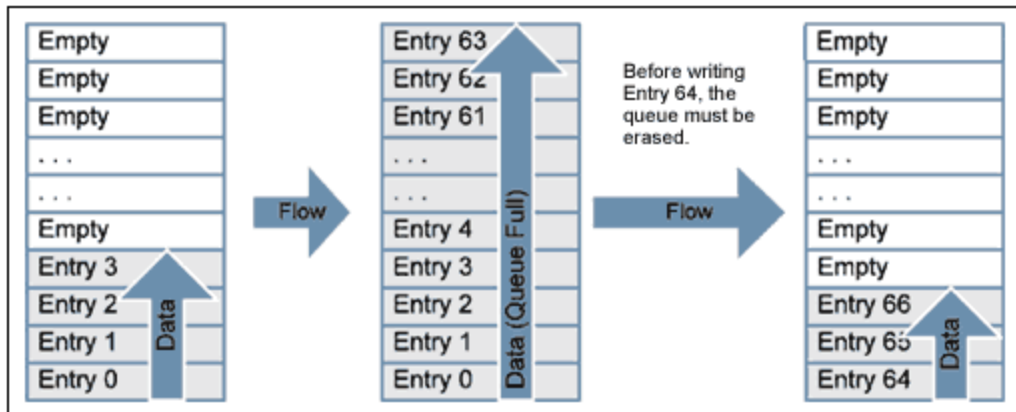 Empty
Empty
Empty
. . .
. . .
Empty
Entry 3
Entry 2
Entry 1
Entry 0
Data
Flow
Entry 63
Entry 62
Entry 61
. . .
. . .
Entry 4
Entry 3
Entry 2
Entry 1
Entry 0
Data (Queue Full)
Before writing
Entry 64, the
queue must be
erased.
Flow
Empty
Empty
Empty
. . .
. . .
Empty
Empty
Entry 66
Entry 65
Entry 64
Data